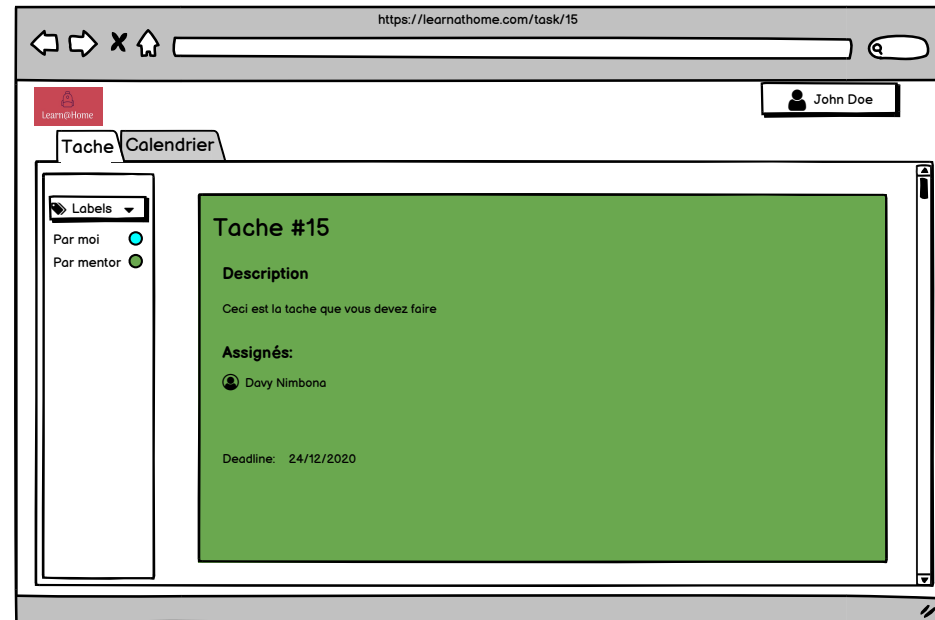 https://learnathome.com/task/15
Learn@Home
John Doe
Tache
Calendrier
Labels
Par moi
Par mentor
Tache #15
Description
Ceci est la tache que vous devez faire
Assignés:
Davy Nimbona
Deadline: 24/12/2020